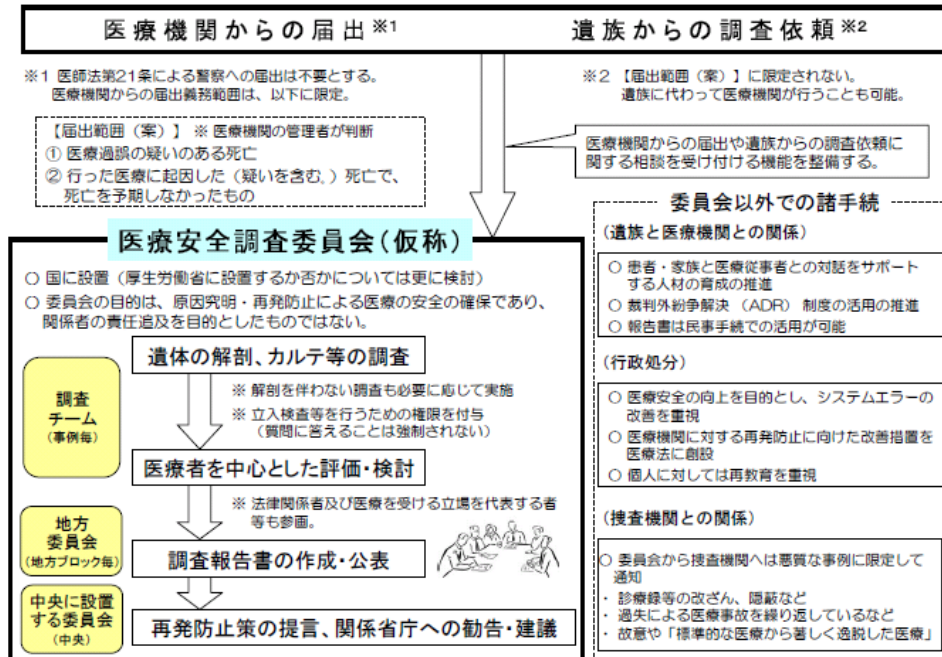 医療機関からの届出※1
遺族からの調査依頼※2
※1 医師法第21条による警察への届出は不要とする。
医療機関からの届出義務範囲は、以下に限定。
※2 【届出範囲（案）】に限定されない。
遺族に代わって医療機関が行うことも可能。
【届出範囲（案）】 ※ 医療機関の管理者が判断
① 医療過誤の疑いのある死亡
② 行った医療に起因した（疑いを含む。）死亡で、
死亡を予期しなかったもの
医療機関からの届出や遺族からの調査依頼に
関する相談を受け付ける機能を整備する。
医療安全調査委員会（仮称）
○ 国に設置（厚生労働省に設置するか否かについては更に検討）
○ 委員会の目的は、原因究明・再発防止による医療の安全の確保であり、
関係者の責任追及を目的としたものではない。
遺体の解剖、カルテ等の調査
※ 解剖を伴わない調査も必要に応じて実施
※ 立入検査等を行うための権限を付与
（質問に答えることは強制されない）
調査
チーム
（事例毎）
医療者を中心とした評価・検討
※ 法律関係者及び医療を受ける立場を代表する者
等も参画。
地方
委員会
（地方ブロック毎）
調査報告書の作成・公表
中央に設置
する委員会
（中央）
再発防止策の提言、関係省庁への勧告・建議
委員会以外での諸手続
（遺族と医療機関との関係）
○ 患者・家族と医療従事者との対話をサポート
する人材の育成の推進
○ 裁判外紛争解決（ADR）制度の活用の推進
○ 報告書は民事手続での活用が可能
（行政処分）
○ 医療安全の向上を目的とし、システムエラーの
改善を重視
○ 医療機関に対する再発防止に向けた改善措置を
医療法に創設
○ 個人に対しては再教育を重視
（捜査機関との関係）
○ 委員会から捜査機関へは悪質な事例に限定して
通知
・ 診療録等の改ざん、隠蔽など
・ 過失による医療事故を繰り返しているなど
・ 故意や「標準的な医療から著しく逸脱した医療」